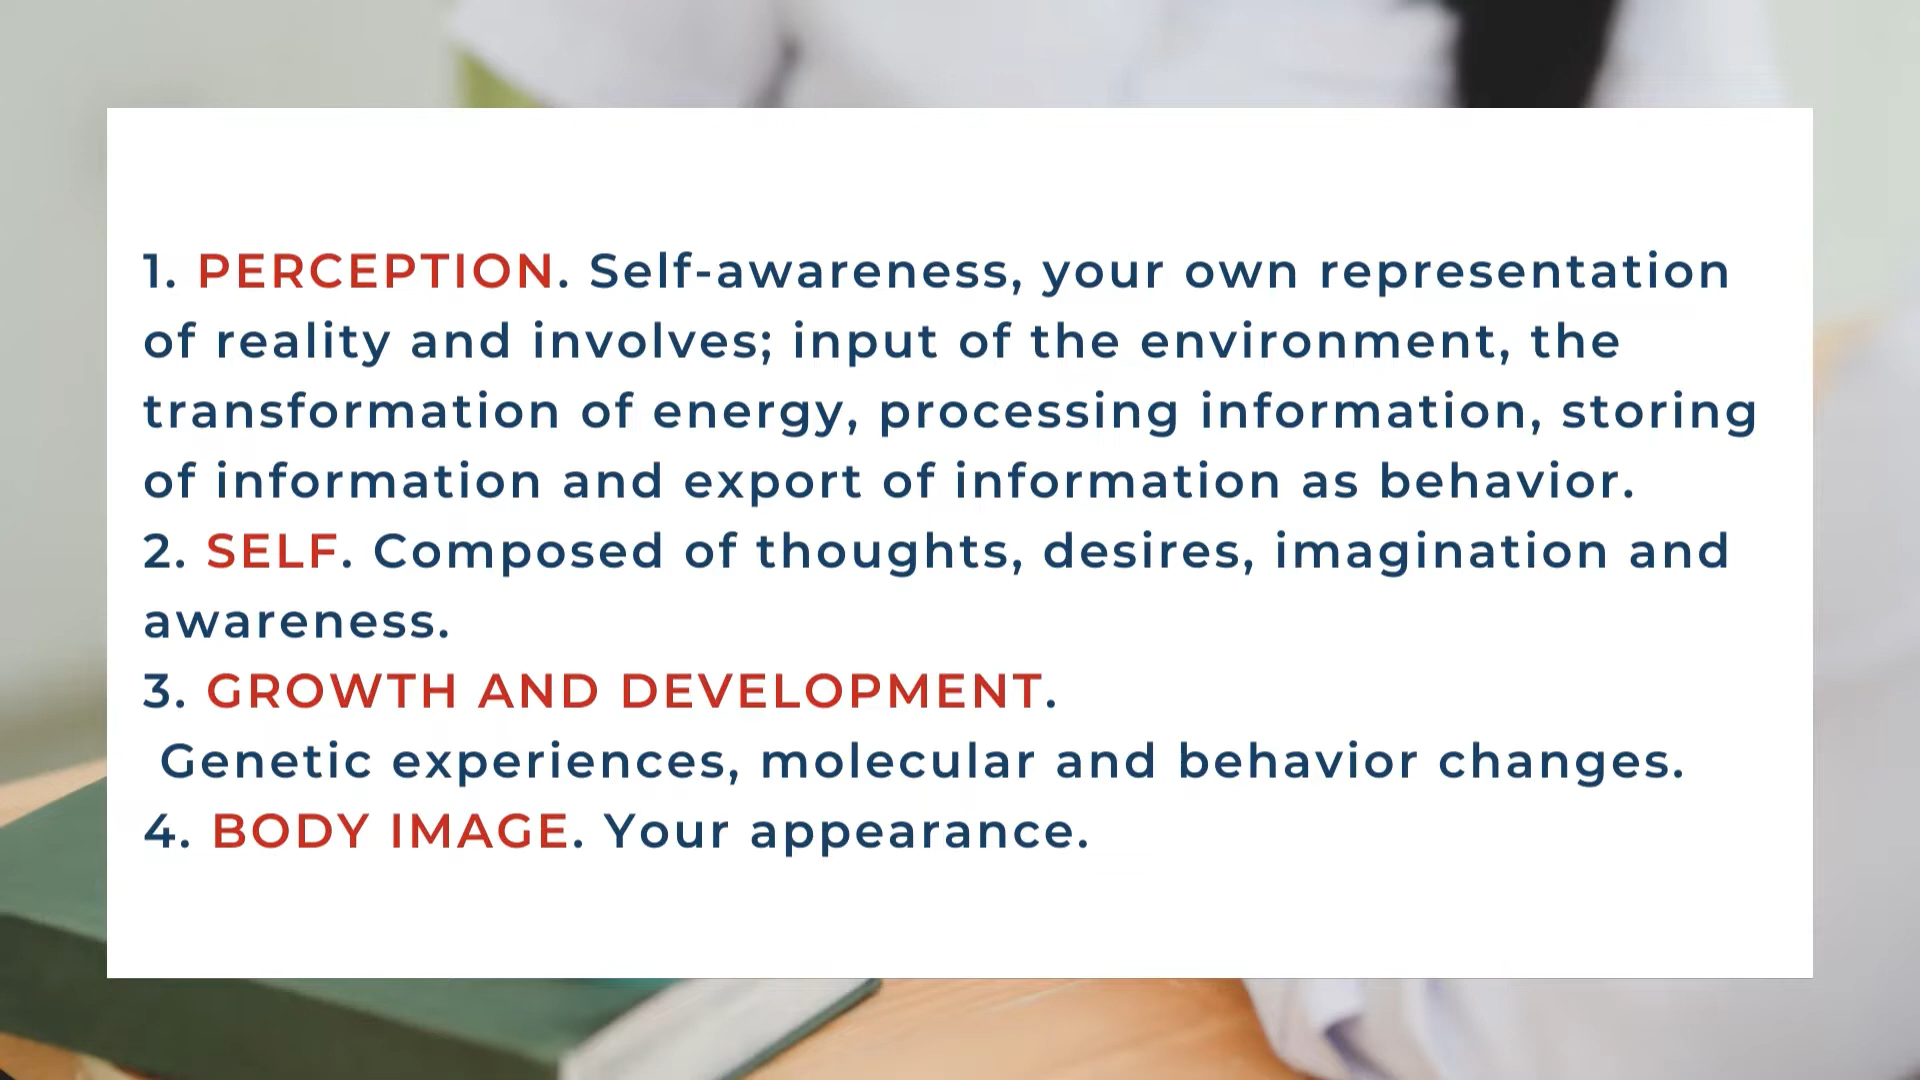 1. PERCEPTION. Self-awareness, your own representation
of reality and involves; input of the environment, the
transformation of energy, processing information, storing
of information and export of information as behavior.
2. SELF. Composed of thoughts, desires, imagination and
awareness.
3. GROWTH AND DEVELOPMENT.
Genetic experiences, molecular and behavior changes.
4. BODY IMAGE. Your appearance.